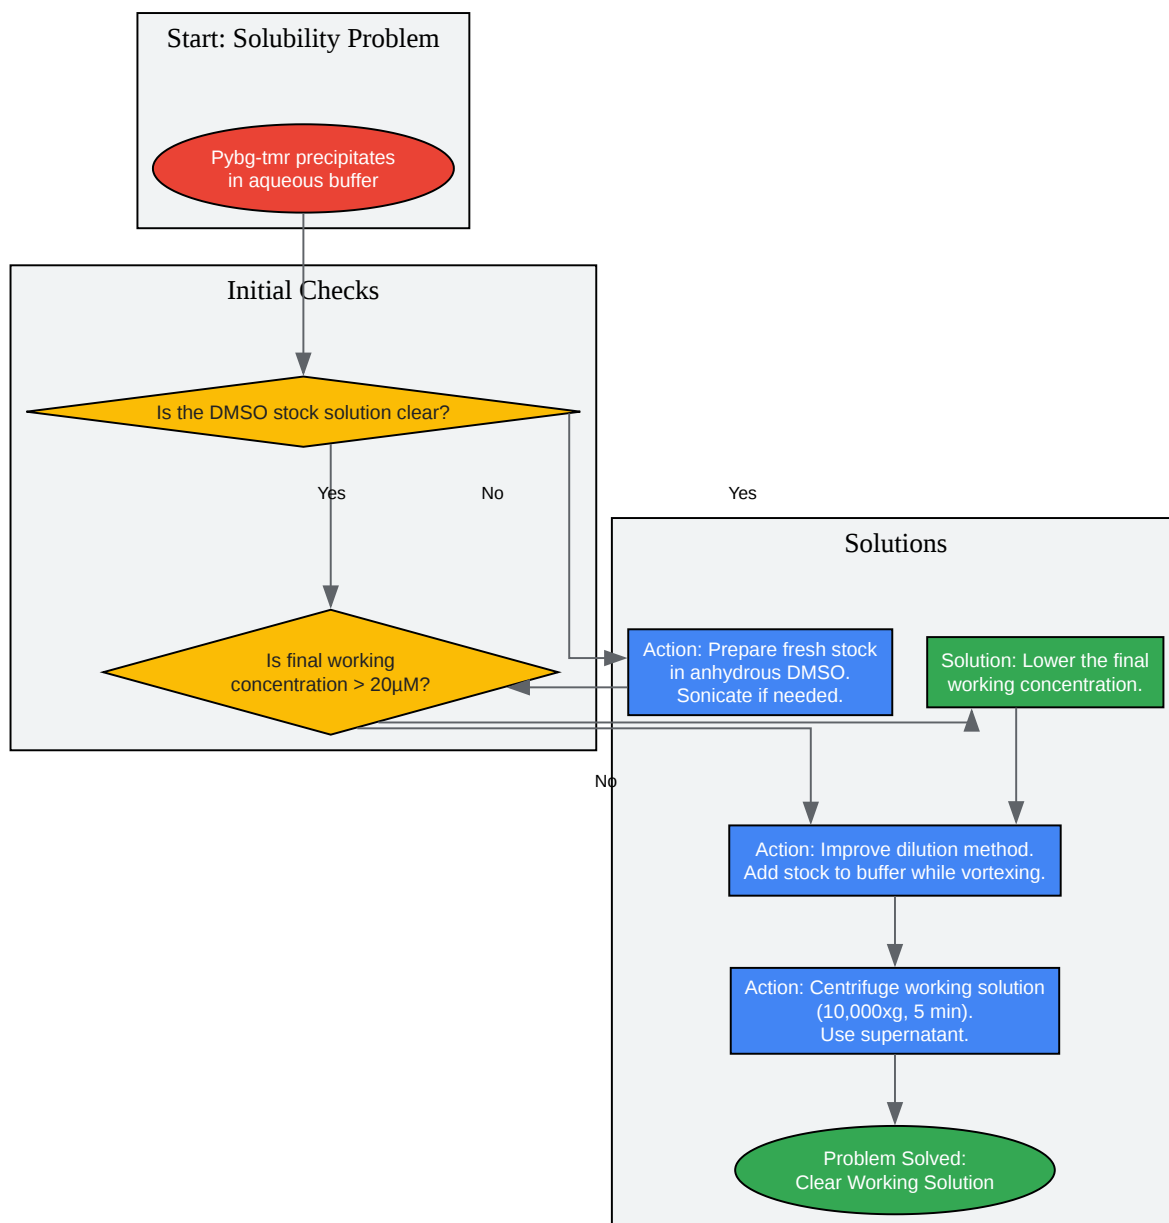 Start: Solubility Problem
Pybg-tmr precipitates
in aqueous buffer
Initial Checks
Is the DMSO stock solution clear?
Yes
No
Yes
Solutions
Is final working
concentration > 20µM?
Action: Prepare fresh stock
in anhydrous DMSO.
Sonicate if needed.
Solution: Lower the final
working concentration.
No
Action: Improve dilution method.
Add stock to buffer while vortexing.
Action: Centrifuge working solution
(10,000xg, 5 min).
Use supernatant.
Problem Solved:
Clear Working Solution